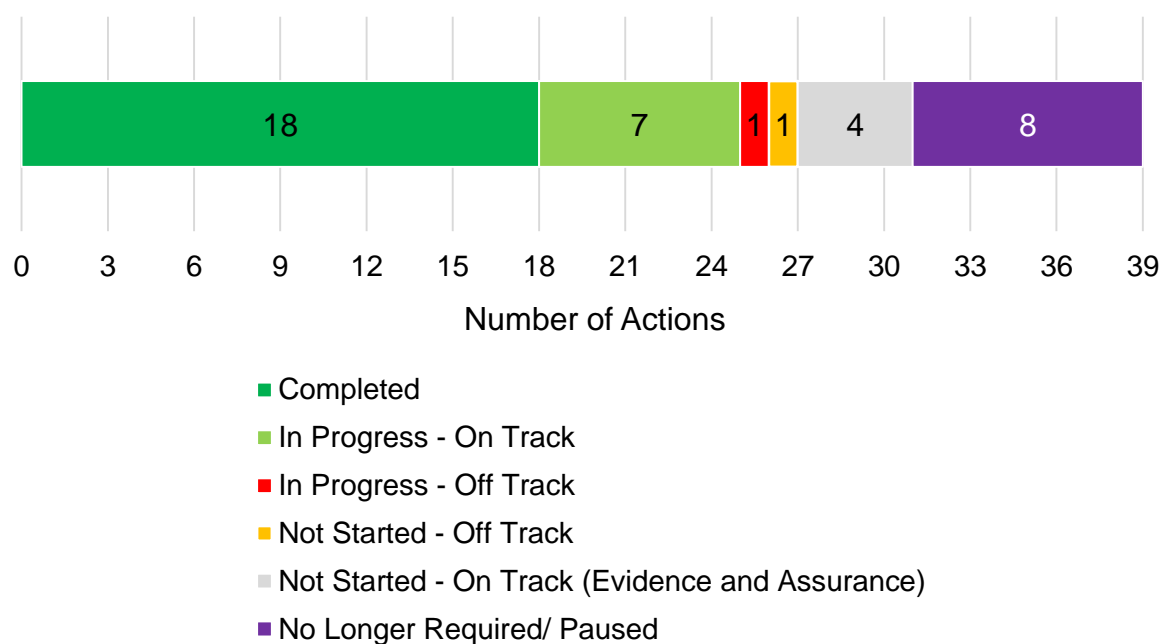 18 7 1 1 4 8
0 3 6 9 12 15 18 21 24 27 30 33 36 39
Number of Actions
Completed
In Progress - On Track
In Progress - Off Track
Not Started - Off Track
Not Started - On Track (Evidence and Assurance)
No Longer Required/ Paused